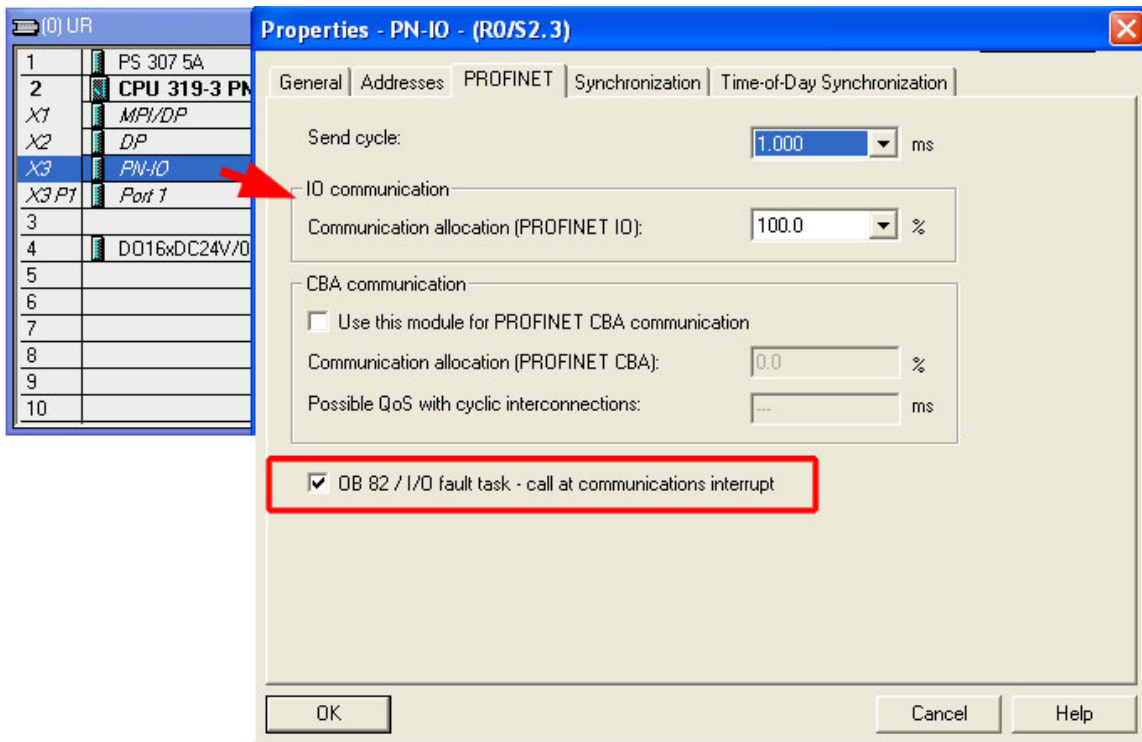 (0) UR
1 PS 307 5A
2 CPU 319-3 PN
X1 MPI/DP
X2 DP
X3 PN-IO
X3 P1 Port 1
3
4 DO16xDC24V/0
5
6
7
8
9
10
Properties - PN-IO - (R0/S2.3)
General Addresses PROFINET Synchronization Time-of-Day Synchronization
Send cycle: 1.000 ms
IO communication
Communication allocation (PROFINET IO): 100.0 %
CBA communication
Use this module for PROFINET CBA communication
Communication allocation (PROFINET CBA): 0.0 %
Possible QoS with cyclic interconnections: --- ms
OB 82 / I/O fault task - call at communications interrupt
OK Cancel Help